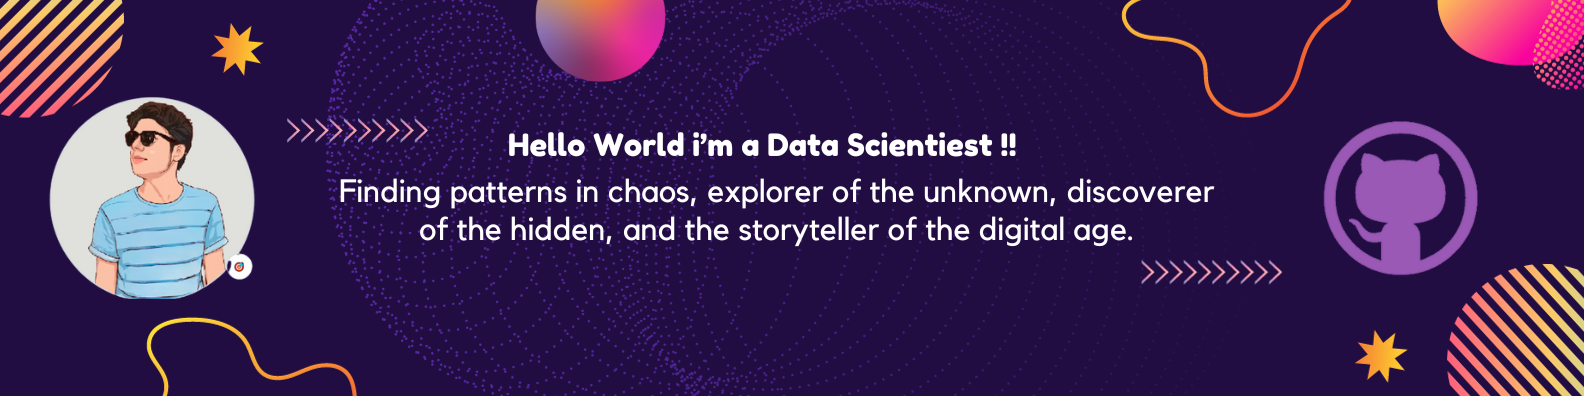 Hello World i’m a Data Scientiest !!
Finding patterns in chaos, explorer of the unknown, discoverer
of the hidden, and the storyteller of the digital age.